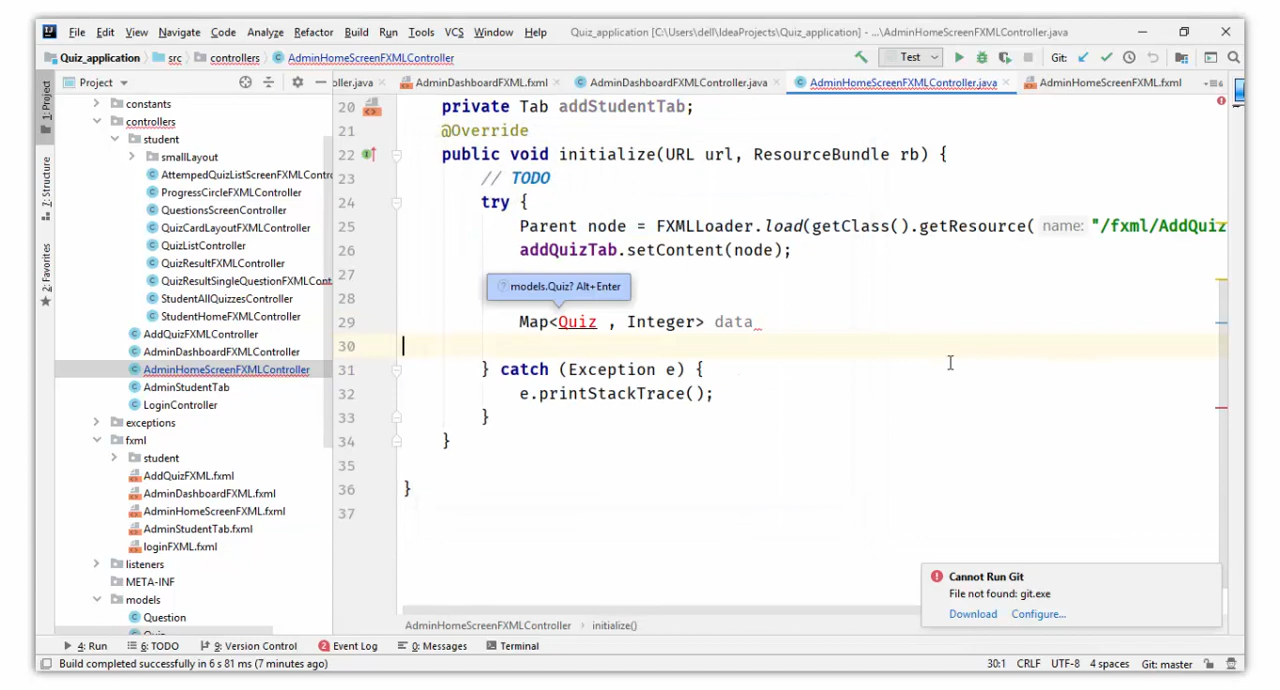 File Edit View Navigate Code Analyze Refactor Build Run Tools VCS Window Help Quiz_application [C:\Users\dell\IdeaProjects\Quiz_application] - ...\AdminHomeScreenFXMLController.java
Quiz_application src controllers AdminHomeScreenFXMLController Test Git:
Project oller.java AdminDashboardFXML.fxml AdminDashboardController.java AdminHomeScreenFXMLController.java AdminHomeScreenFXML.fxml 6
1: Project
7: Structure
2: Favorites
constants
controllers
student
smallLayout
AttempedQuizListScreenFXMLContro
ProgressCircleFXMLController
QuestionsScreenController
QuizCardLayoutFXMLController
QuizListController
QuizResultFXMLController
QuizResultSingleQuestionFXMLCont
StudentAllQuizzesController
StudentHomeFXMLController
AddQuizFXMLController
AdminDashboardController
AdminHomeScreenFXMLController
AdminStudentTab
LoginController
exceptions
fxml
student
AddQuizFXML.fxml
AdminDashboardFXML.fxml
AdminHomeScreenFXML.fxml
AdminStudentTab.fxml
loginFXML.fxml
listeners
META-INF
models
Question
Quiz
20 private Tab addStudentTab;
21 @Override
22 public void initialize(URL url, ResourceBundle rb) {
23 // TODO
24 try {
25 Parent node = FXMLLoader.load(getClass().getResource( name: "/fxml/AddQuiz
26 addQuizTab.setContent(node);
27
models.Quiz? Alt+Enter
28
29 Map<Quiz , Integer> data
30
31 } catch (Exception e) {
32 e.printStackTrace();
33 }
34 }
35
36 }
37
Cannot Run Git
File not found: git.exe
Download Configure...
AdminHomeScreenFXMLController › initialize()
4: Run 6: TODO 9: Version Control 2 Event Log 0: Messages Terminal
Build completed successfully in 6 s 81 ms (7 minutes ago) 30:1 CRLF UTF-8 4 spaces Git: master